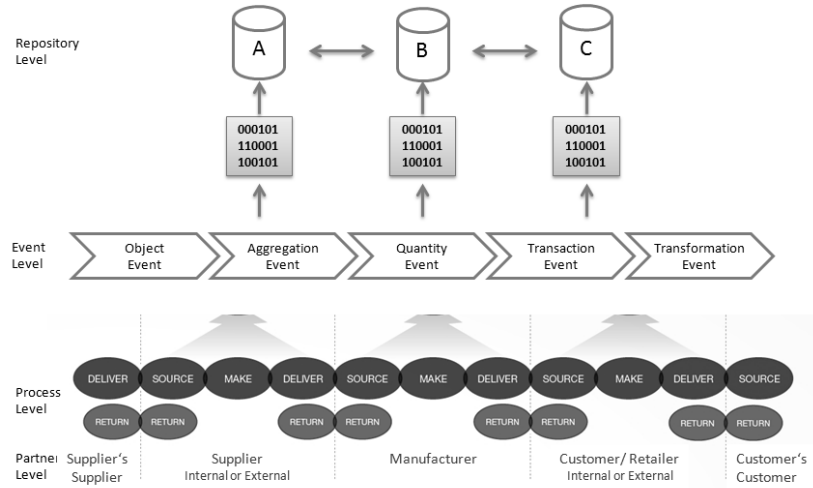 Repository
Level
A
B
C
000101
110001
100101
000101
110001
100101
000101
110001
100101
Event
Level
Object
Event
Aggregation
Event
Quantity
Event
Transaction
Event
Transformation
Event
Process
Level
DELIVER
SOURCE
MAKE
DELIVER
SOURCE
MAKE
DELIVER
SOURCE
MAKE
DELIVER
SOURCE
RETURN
RETURN
RETURN
RETURN
RETURN
RETURN
RETURN
RETURN
Partner
Level
Supplier‘s
Supplier
Supplier
Internal or External
Manufacturer
Customer/ Retailer
Internal or External
Customer‘s
Customer